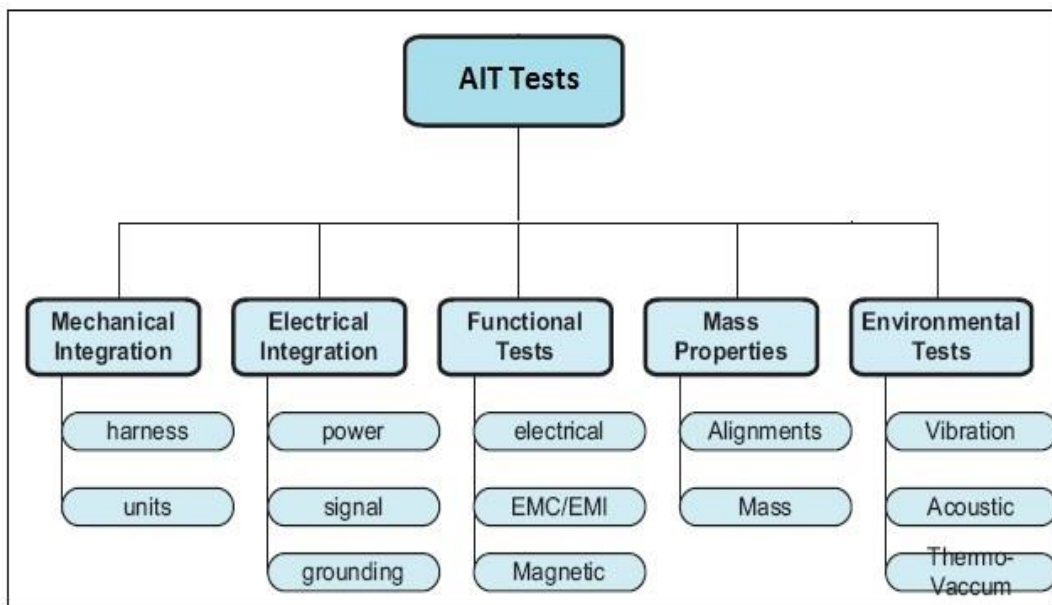 AIT Tests
Mechanical
Integration
harness
units
Electrical
Integration
power
signal
grounding
Functional
Tests
electrical
EMC/EMI
Magnetic
Mass
Properties
Alignments
Mass
Environmental
Tests
Vibration
Acoustic
Thermo-
Vaccum